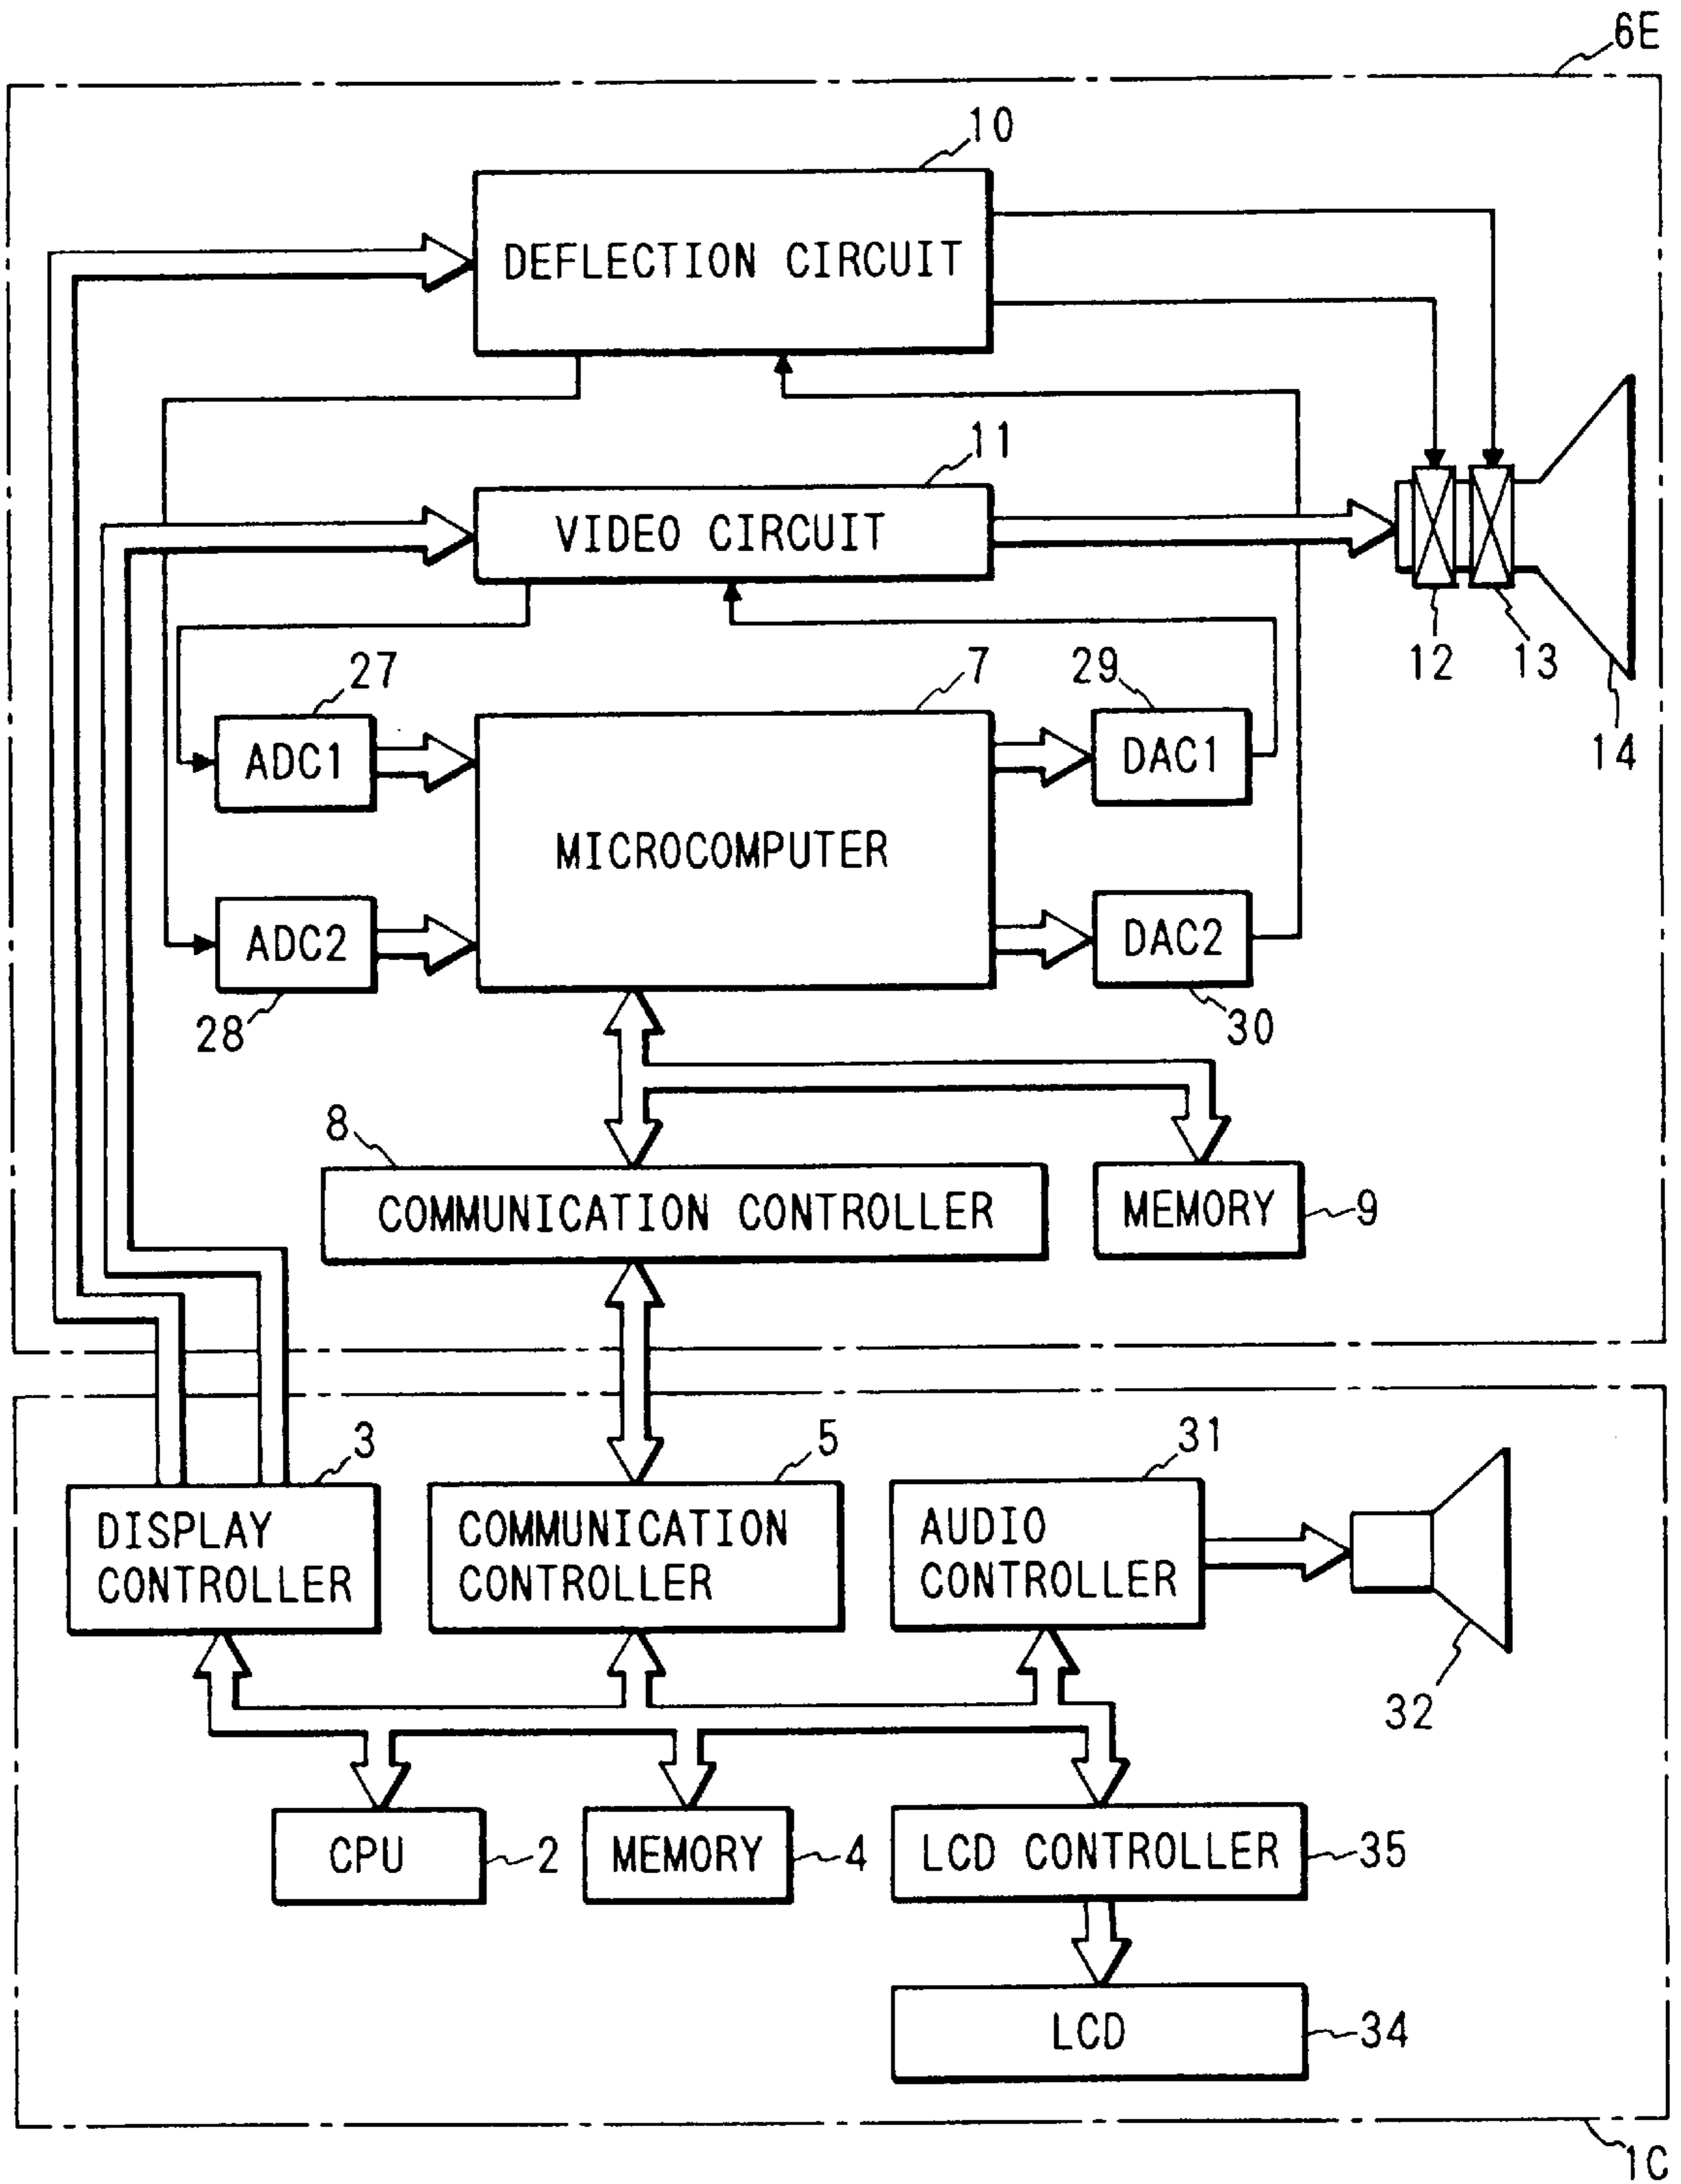 6E
10
DEFLECTION CIRCUIT
11
VIDEO CIRCUIT
12
13
14
27
ADC1
7
MICROCOMPUTER
29
DAC1
ADC2
28
DAC2
30
8
COMMUNICATION CONTROLLER
MEMORY
9
3
DISPLAY
CONTROLLER
5
COMMUNICATION
CONTROLLER
31
AUDIO
CONTROLLER
32
CPU
2
MEMORY
4
LCD CONTROLLER
35
LCD
34
1C